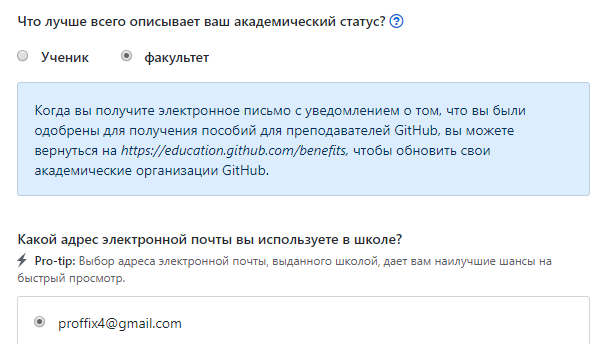 Что лучше всего описывает ваш академический статус?
Ученик факультет
Когда вы получите электронное письмо с уведомлением о том, что вы были
одобрены для получения пособий для преподавателей GitHub, вы можете
вернуться на https://education.github.com/benefits, чтобы обновить свои
академические организации GitHub.
Какой адрес электронной почты вы используете в школе?
Pro-tip: Выбор адреса электронной почты, выданного школой, дает вам наилучшие шансы на
быстрый просмотр.
proffix4@gmail.com